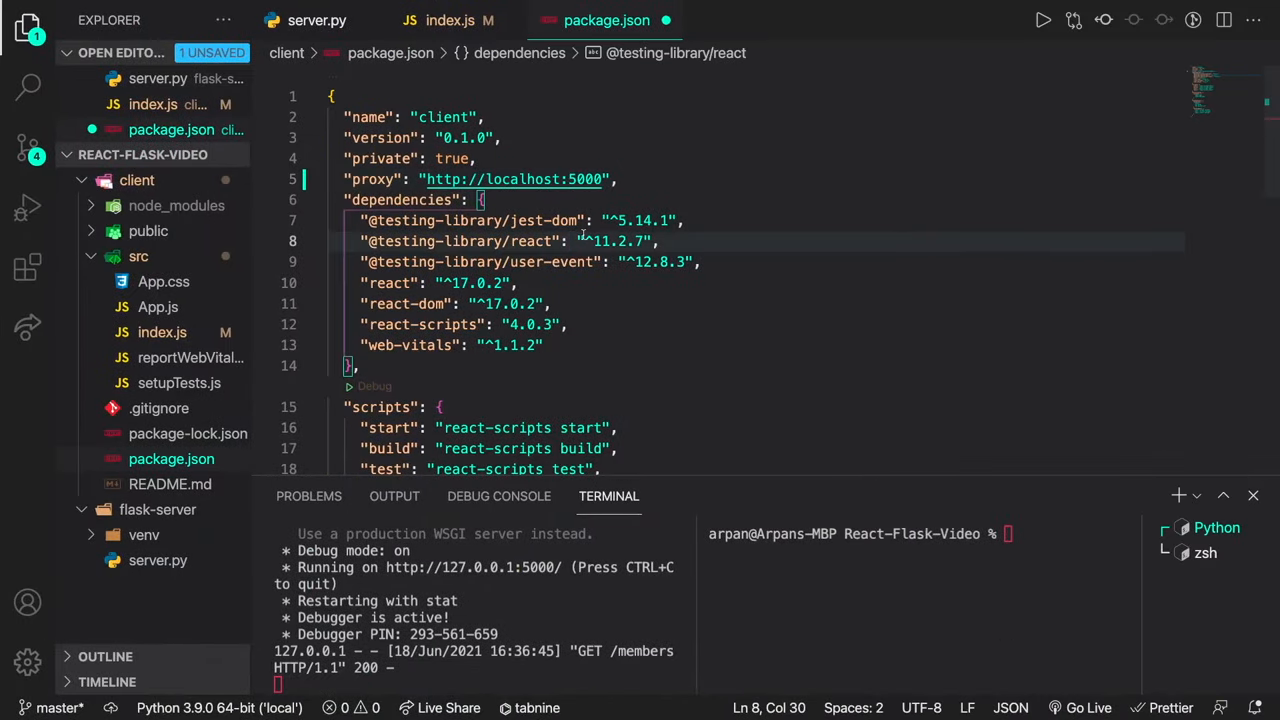 EXPLORER
server.py
index.js M
package.json
OPEN EDITO... 1 UNSAVED
client package.json {} dependencies abc @testing-library/react
server.py flask-s...
index.js cli... M
package.json cli...
REACT-FLASK-VIDEO
client
node_modules
public
src
App.css
App.js
index.js M
reportWebVital...
setupTests.js
.gitignore
package-lock.json
package.json
README.md
flask-server
venv
server.py
OUTLINE
TIMELINE
1
4
1 {
2 "name": "client",
3 "version": "0.1.0",
4 "private": true,
5 "proxy": "http://localhost:5000",
6 "dependencies": {
7 "@testing-library/jest-dom": "^5.14.1",
8 "@testing-library/react": "^11.2.7",
9 "@testing-library/user-event": "^12.8.3",
10 "react": "^17.0.2",
11 "react-dom": "^17.0.2",
12 "react-scripts": "4.0.3",
13 "web-vitals": "^1.1.2"
14 },
Debug
15 "scripts": {
16 "start": "react-scripts start",
17 "build": "react-scripts build",
18 "test": "react-scripts test",
PROBLEMS OUTPUT DEBUG CONSOLE TERMINAL
Use a production WSGI server instead.
* Debug mode: on
* Running on http://127.0.0.1:5000/ (Press CTRL+C
to quit)
* Restarting with stat
* Debugger is active!
* Debugger PIN: 293-561-659
127.0.0.1 - - [18/Jun/2021 16:36:45] "GET /members
HTTP/1.1" 200 -
arpan@Arpans-MBP React-Flask-Video %
Python
zsh
master* Python 3.9.0 64-bit ('local') 0 0 Live Share tabnine Ln 8, Col 30 Spaces: 2 UTF-8 LF JSON Go Live Prettier